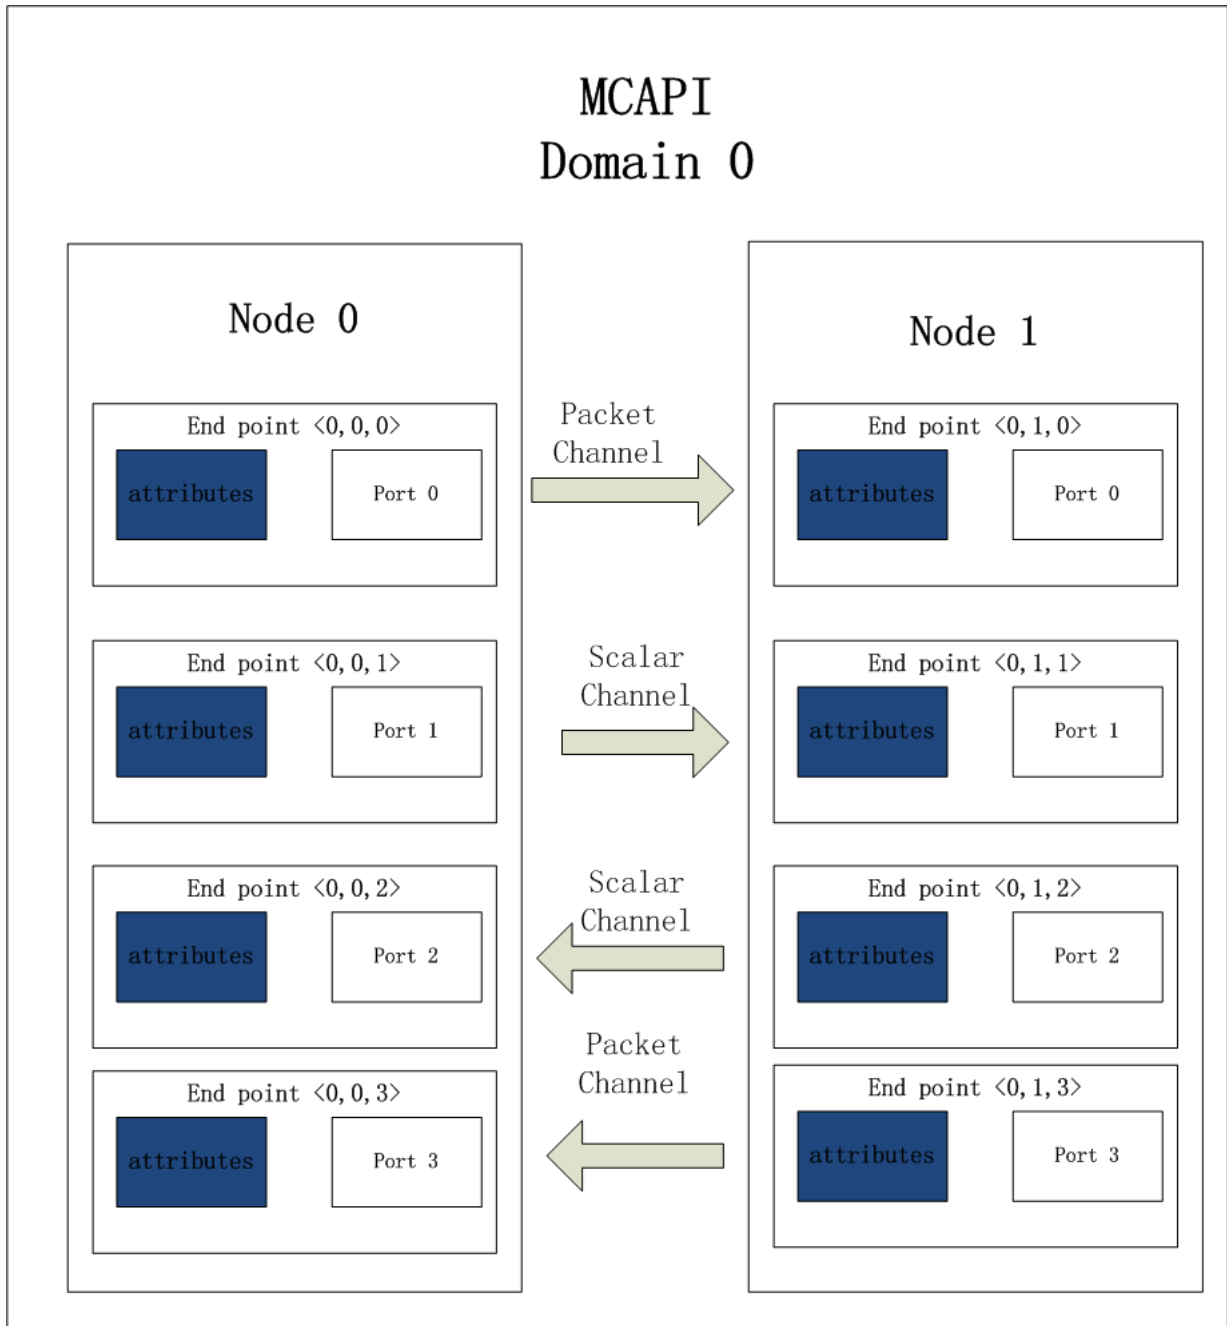 MCAPI
Domain 0
Node 0
End point <0,0,0>
attributes
Port 0
End point <0,0,1>
attributes
Port 1
End point <0,0,2>
attributes
Port 2
End point <0,0,3>
attributes
Port 3
Packet
Channel
Scalar
Channel
Scalar
Channel
Packet
Channel
Node 1
End point <0,1,0>
attributes
Port 0
End point <0,1,1>
attributes
Port 1
End point <0,1,2>
attributes
Port 2
End point <0,1,3>
attributes
Port 3